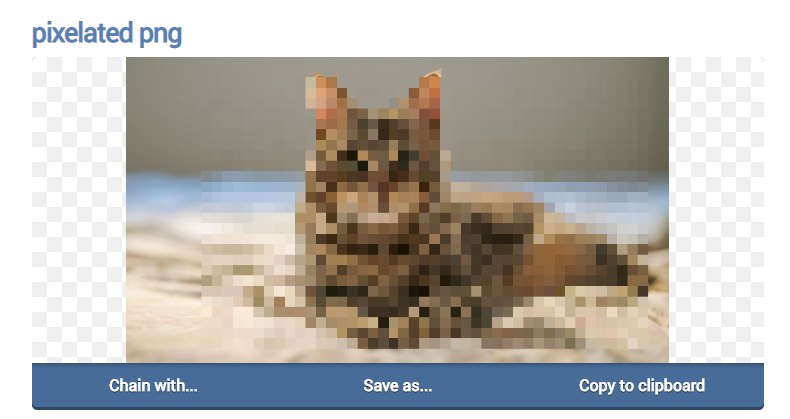 pixelated png
Chain with... Save as... Copy to clipboard